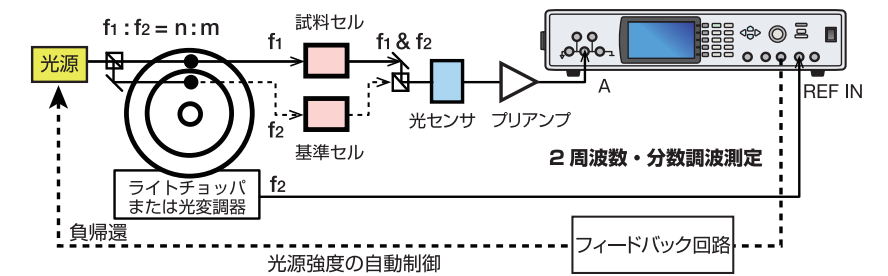 f1 : f2 = n : m
試料セル
f1
f1 & f2
光源
f2
基準セル
光センサ
プリアンプ
A
REF IN
2 周波数・分数調波測定
ライトチョッパ
または光変調器
f2
負帰還
フィードバック回路
光源強度の自動制御